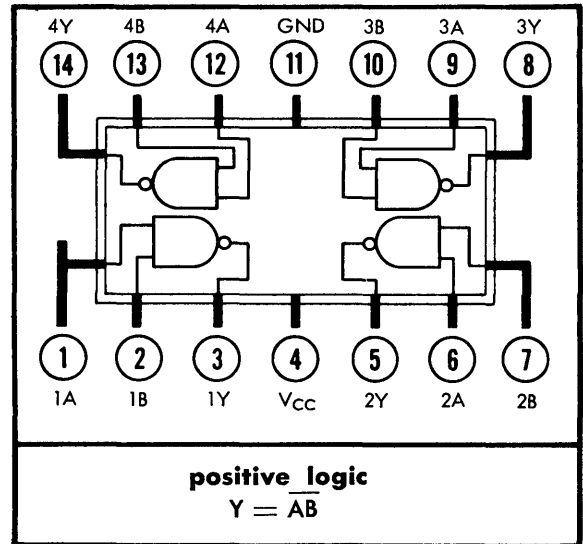 4Y 4B 4A GND 3B 3A 3Y
14 13 12 11 10 9 8
1 2 3 4 5 6 7
1A 1B 1Y VCC 2Y 2A 2B
positive logic
Y = A̅B̅